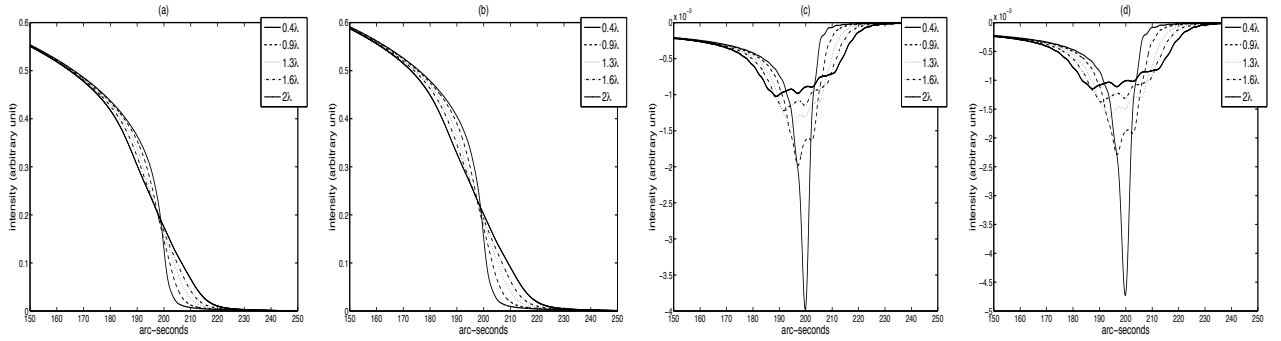 (a)
0.6
0.5
0.4
0.3
0.2
0.1
0
intensity (arbitrary unit)
150 160 170 180 190 200 210 220 230 240 250
arc−seconds
0.4λ
0.9λ
1.3λ
1.6λ
2λ
(b)
0.6
0.5
0.4
0.3
0.2
0.1
0
intensity (arbitrary unit)
150 160 170 180 190 200 210 220 230 240 250
arc−seconds
0.4λ
0.9λ
1.3λ
1.6λ
2λ
(c)
x 10⁻³
0
−0.5
−1
−1.5
−2
−2.5
−3
−3.5
−4
intensity (arbitrary unit)
150 160 170 180 190 200 210 220 230 240 250
arc−seconds
0.4λ
0.9λ
1.3λ
1.6λ
2λ
(d)
x 10⁻³
0
−0.5
−1
−1.5
−2
−2.5
−3
−3.5
−4
−4.5
−5
intensity (arbitrary unit)
150 160 170 180 190 200 210 220 230 240 250
arc−seconds
0.4λ
0.9λ
1.3λ
1.6λ
2λ